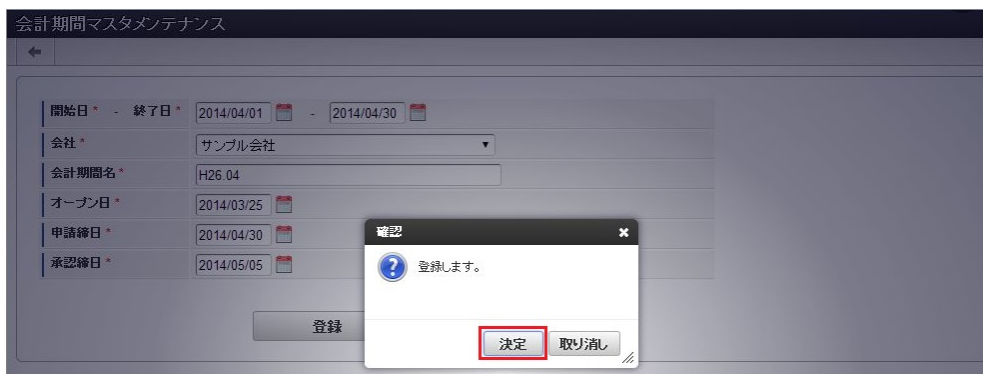 会計期間マスタメンテナンス
開始日* - 終了日* 2014/04/01 - 2014/04/30
会社* サンプル会社
会計期間名* H26.04
オープン日* 2014/03/25
申請締日* 2014/04/30
承認締日* 2014/05/05
登録
確認
登録します。
決定 取り消し